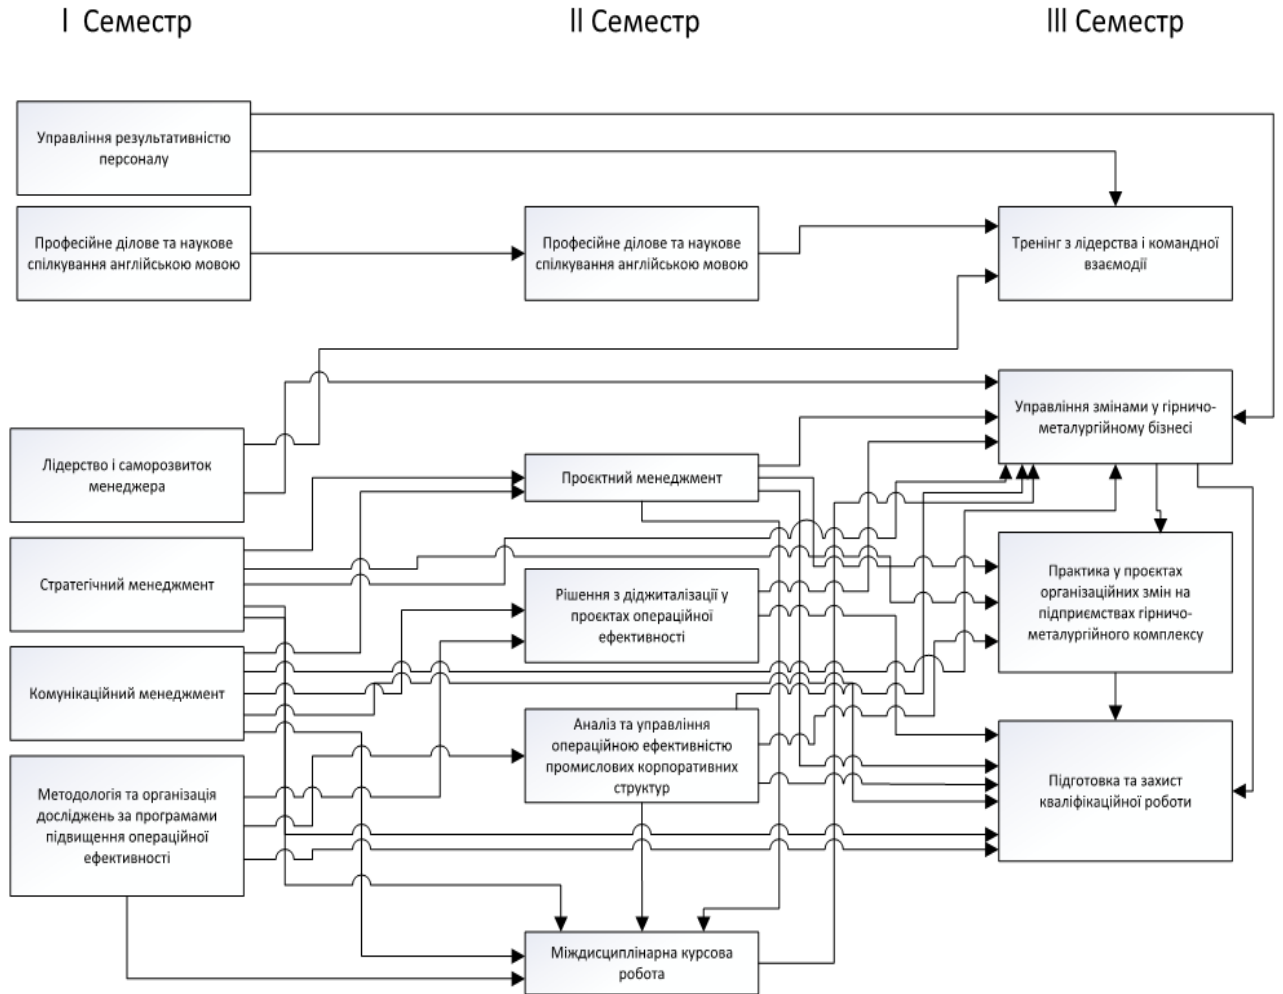 І Семестр
ІІ Семестр
ІІІ Семестр
Управління результативністю
персоналу
Професійне ділове та наукове
спілкування англійською мовою
Професійне ділове та наукове
спілкування англійською мовою
Тренінг з лідерства і командної
взаємодії
Управління змінами у гірничо-
металургійному бізнесі
Лідерство і саморозвиток
менеджера
Проєктний менеджмент
Стратегічний менеджмент
Рішення з діджиталізації у
проєктах операційної
ефективності
Практика у проєктах
організаційних змін на
підприємствах гірничо-
металургійного комплексу
Комунікаційний менеджмент
Аналіз та управління
операційною ефективністю
промислових корпоративних
структур
Методологія та організація
досліджень за програмами
підвищення операційної
ефективності
Підготовка та захист
кваліфікаційної роботи
Міждисциплінарна курсова
робота